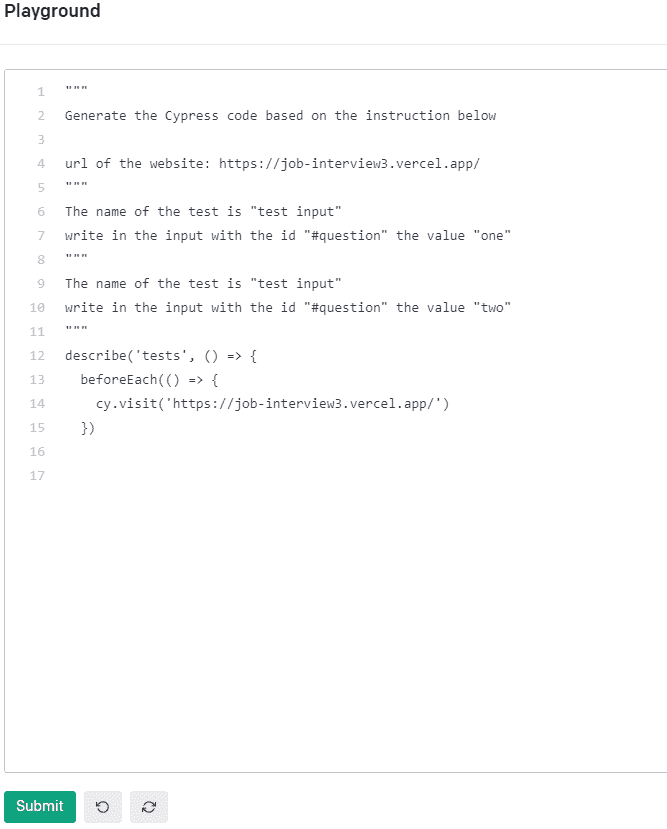 Playground
1 """
2 Generate the Cypress code based on the instruction below
3
4 url of the website: https://job-interview3.vercel.app/
5 """
6 The name of the test is "test input"
7 write in the input with the id "#question" the value "one"
8 """
9 The name of the test is "test input"
10 write in the input with the id "#question" the value "two"
11 """
12 describe('tests', () => {
13   beforeEach(() => {
14     cy.visit('https://job-interview3.vercel.app/')
15   })
16
17
Submit